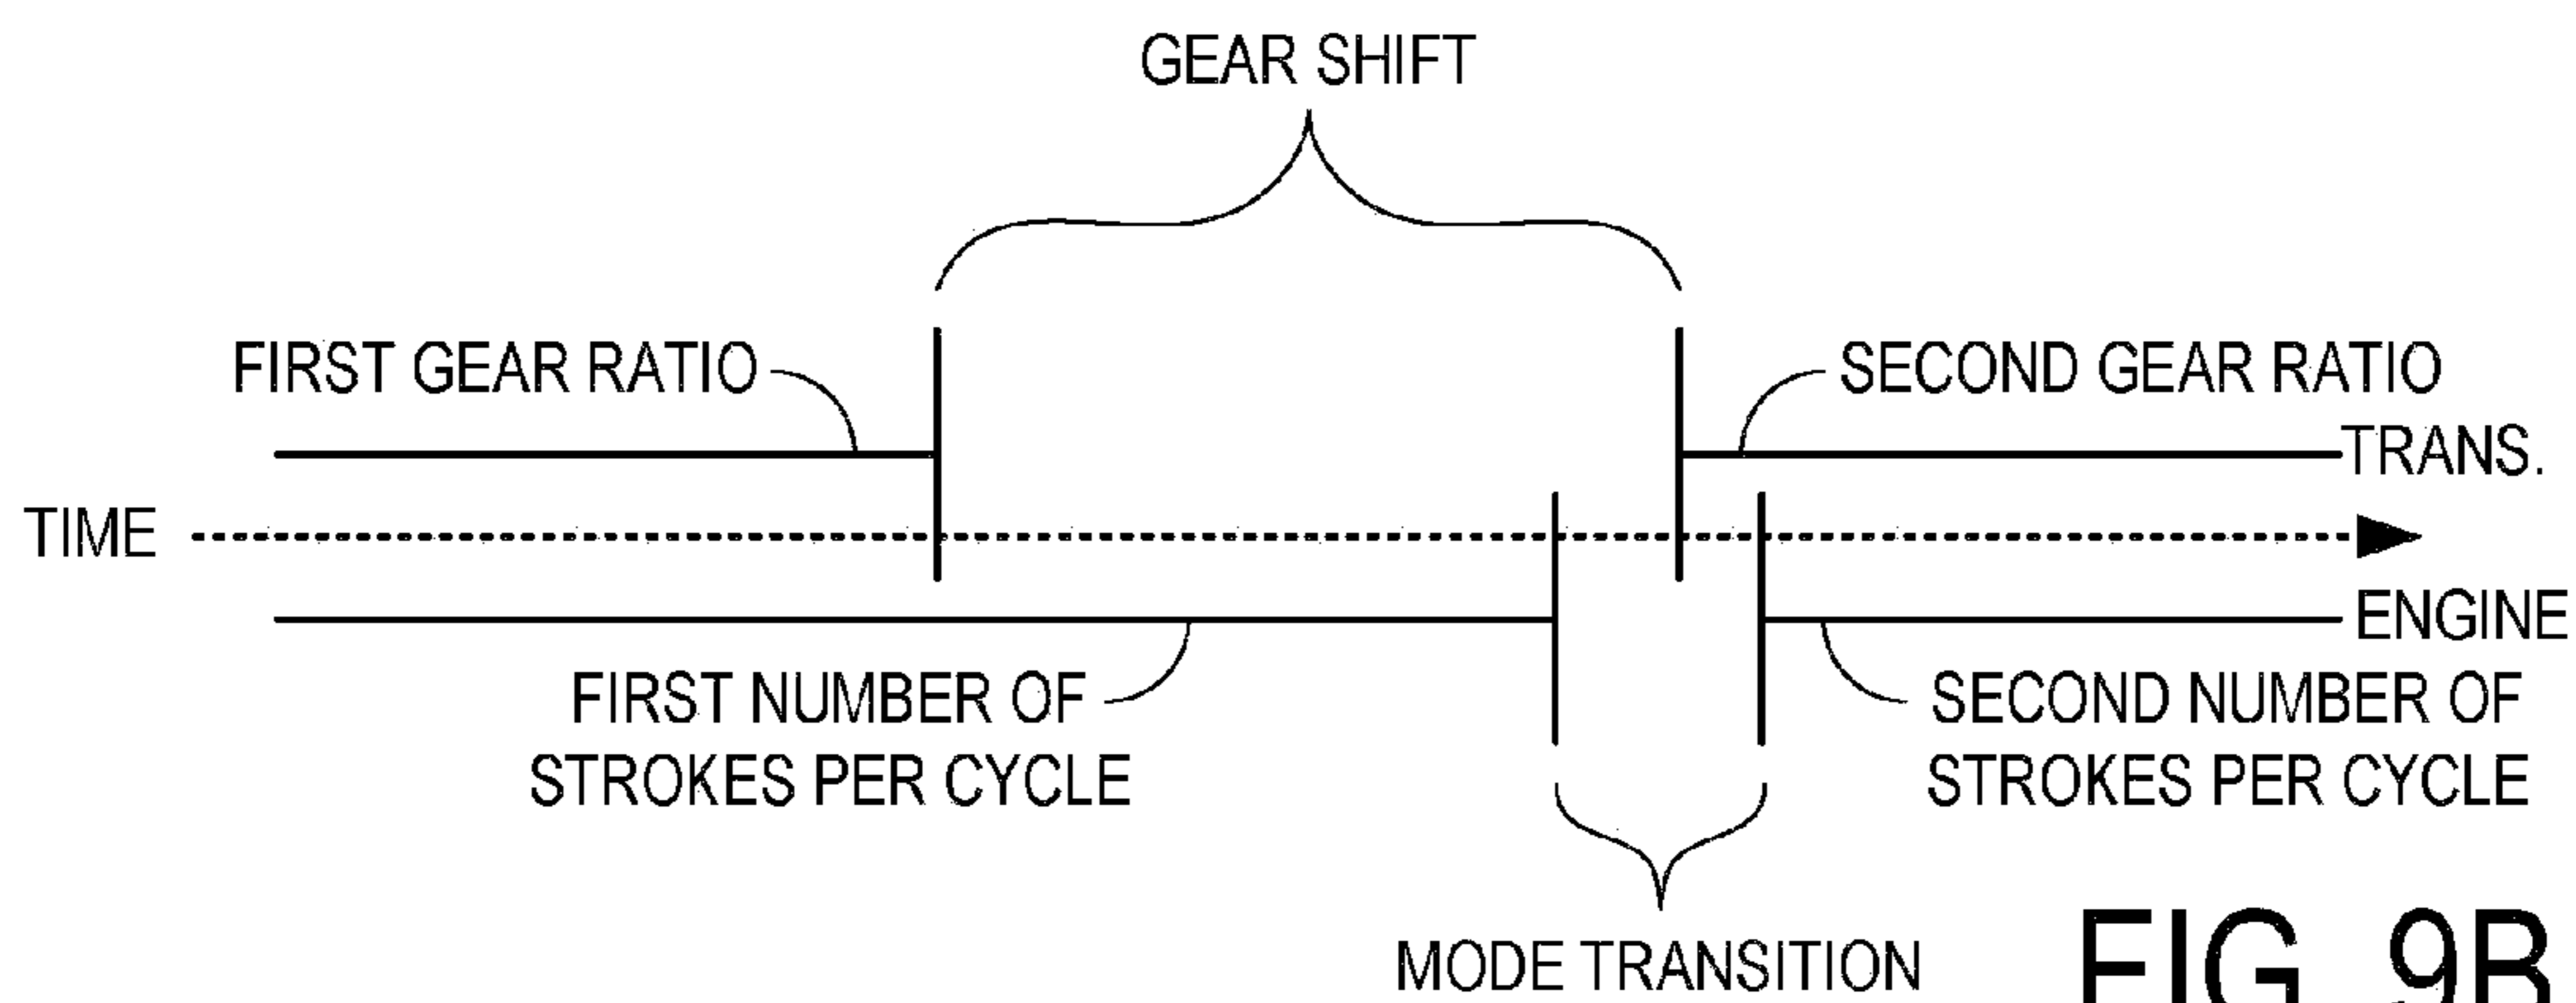 GEAR SHIFT
FIRST GEAR RATIO
SECOND GEAR RATIO
TRANS.
TIME
ENGINE
FIRST NUMBER OF
STROKES PER CYCLE
SECOND NUMBER OF
STROKES PER CYCLE
MODE TRANSITION
FIG. 9B